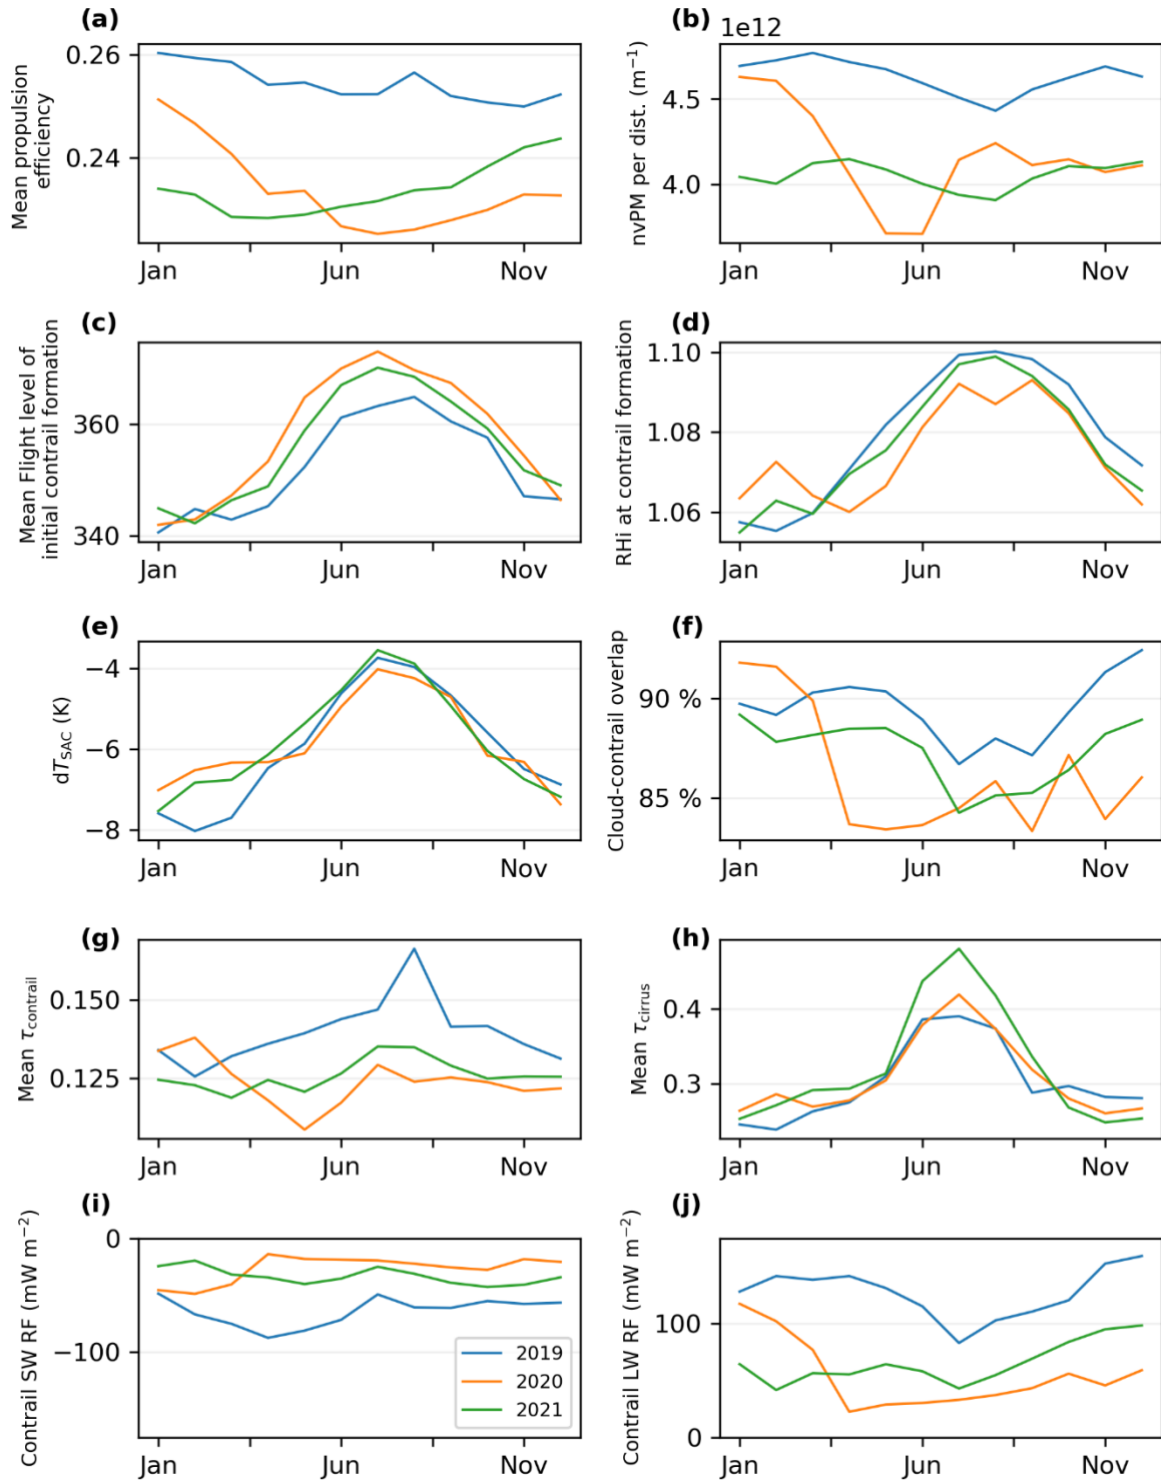 (a)
Mean propulsion
efficiency
0.26
0.24
Jan Jun Nov
(b)
1e12
nvPM per dist. (m⁻¹)
4.5
4.0
Jan Jun Nov
(c)
Mean Flight level of
initial contrail formation
360
340
Jan Jun Nov
(d)
RHi at contrail formation
1.10
1.08
1.06
Jan Jun Nov
(e)
dT_SAC (K)
−4
−6
−8
Jan Jun Nov
(f)
Cloud-contrail overlap
90 %
85 %
Jan Jun Nov
(g)
Mean τ_contrail
0.150
0.125
Jan Jun Nov
(h)
Mean τ_cirrus
0.4
0.3
Jan Jun Nov
(i)
Contrail SW RF (mW m⁻²)
0
−100
2019
2020
2021
Jan Jun Nov
(j)
Contrail LW RF (mW m⁻²)
100
0
Jan Jun Nov